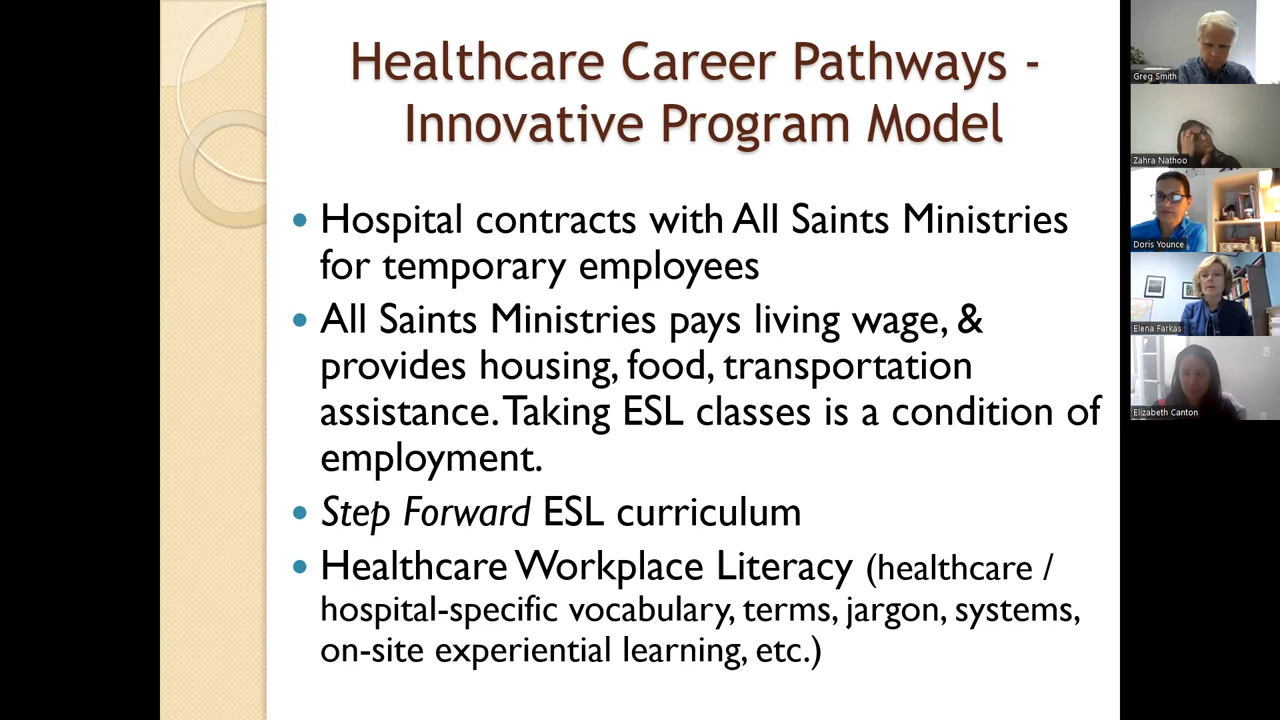 Healthcare Career Pathways -
Innovative Program Model
• Hospital contracts with All Saints Ministries
for temporary employees
• All Saints Ministries pays living wage, &
provides housing, food, transportation
assistance. Taking ESL classes is a condition of
employment.
• Step Forward ESL curriculum
• Healthcare Workplace Literacy (healthcare /
hospital-specific vocabulary, terms, jargon, systems,
on-site experiential learning, etc.)
Greg Smith
Zahra Nathoo
Doris Younce
Elena Farkas
Elizabeth Canton